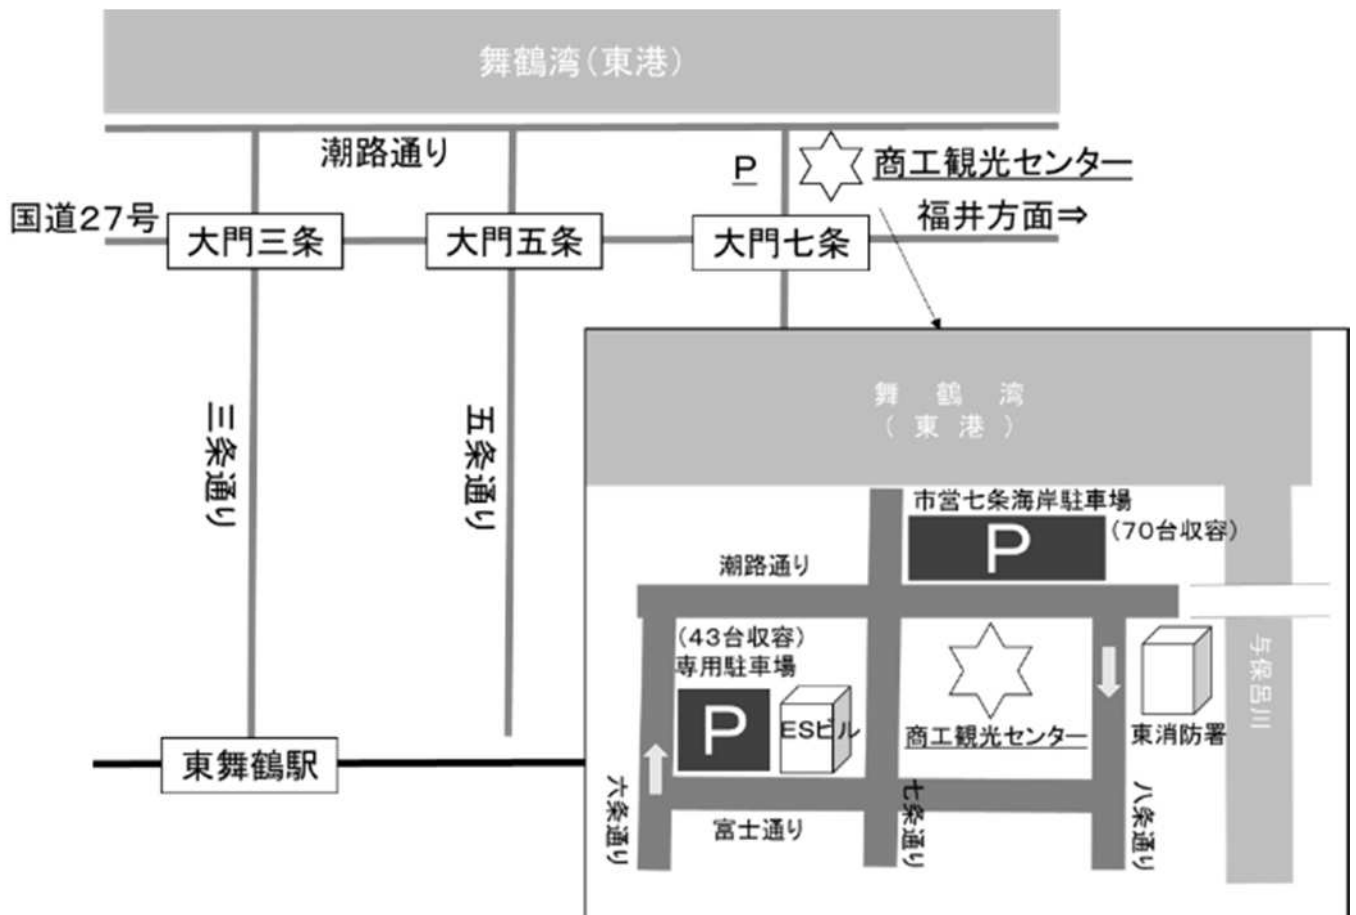 舞鶴湾(東港)
潮路通り
P
商工観光センター
国道27号
福井方面⇒
大門三条
大門五条
大門七条
三条通り
五条通り
東舞鶴駅
舞鶴湾
(東港)
市営七条海岸駐車場
P
(70台収容)
潮路通り
(43台収容)
専用駐車場
P
ESビル
商工観光センター
東消防署
与保呂川
六条通り
富士通り
七条通り
八条通り